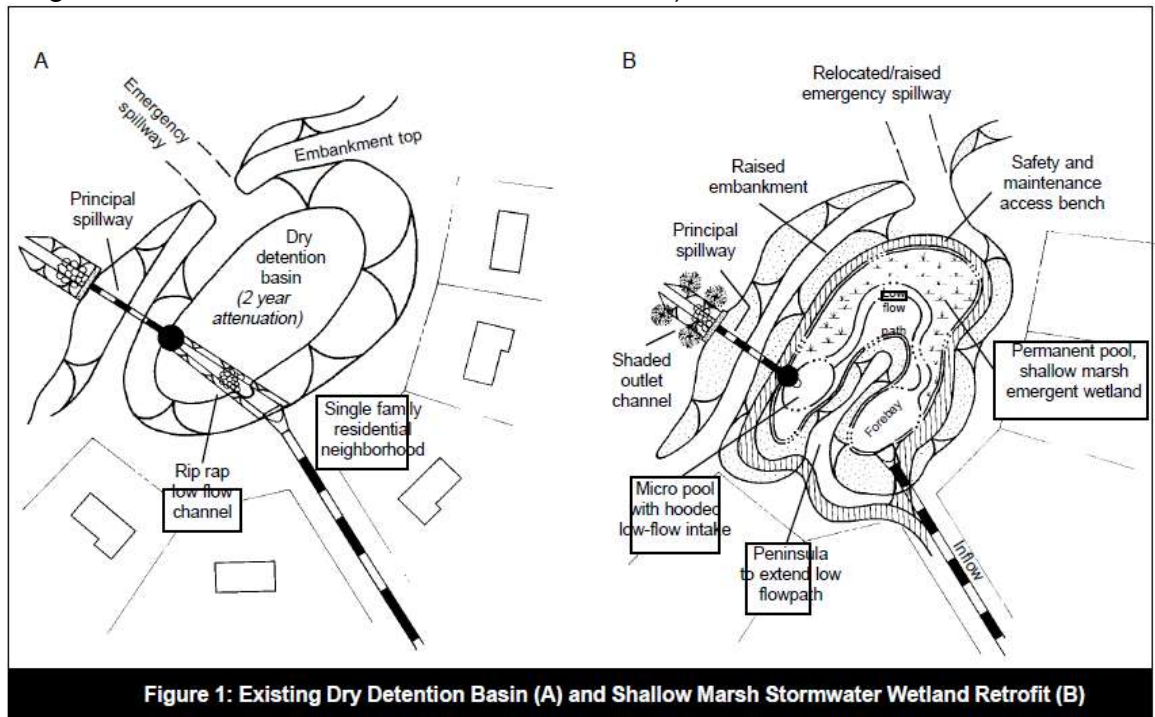 A
Emergency
spillway
Embankment top
Principal
spillway
Dry
detention
basin
(2 year
attenuation)
Single family
residential
neighborhood
Rip rap
low flow
channel
B
Relocated/raised
emergency spillway
Raised
embankment
Safety and
maintenance
access bench
Principal
spillway
Low
flow
path
Shaded
outlet
channel
Permanent pool,
shallow marsh
emergent wetland
Forebay
Micro pool
with hooded
low-flow intake
Peninsula
to extend low
flowpath
Inflow
Figure 1: Existing Dry Detention Basin (A) and Shallow Marsh Stormwater Wetland Retrofit (B)